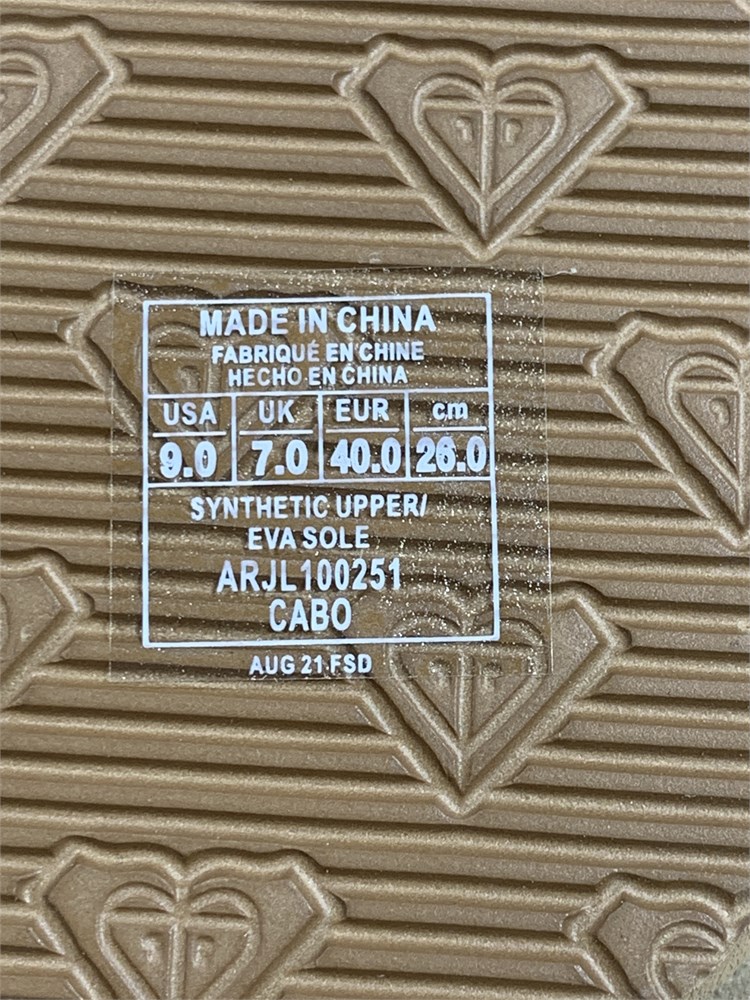 MADE IN CHINA
FABRIQUÉ EN CHINE
HECHO EN CHINA
USA UK EUR cm
9.0 7.0 40.0 26.0
SYNTHETIC UPPER/
EVA SOLE
ARJL100251
CABO
AUG 21 FSD